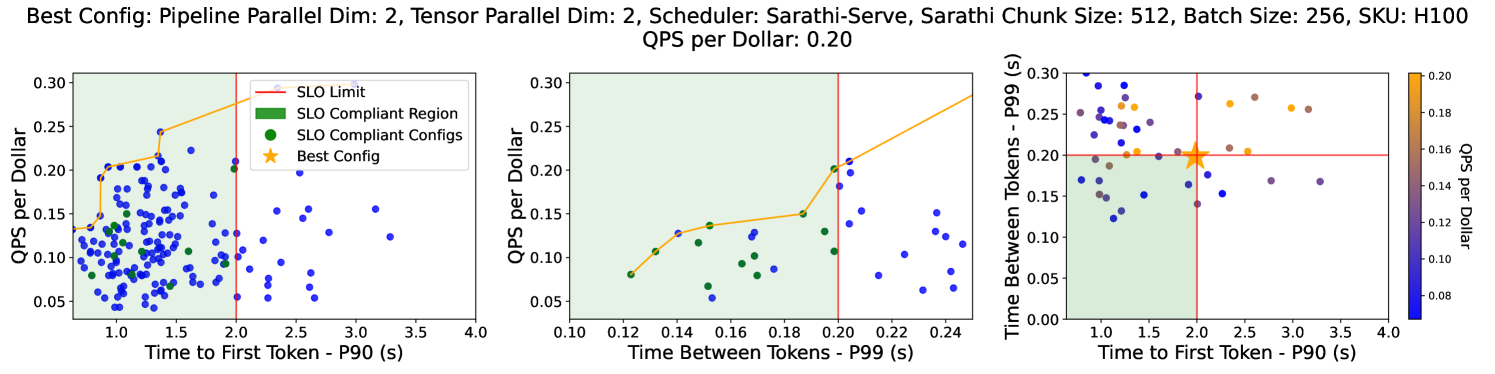 Best Config: Pipeline Parallel Dim: 2, Tensor Parallel Dim: 2, Scheduler: Sarathi-Serve, Sarathi Chunk Size: 512, Batch Size: 256, SKU: H100
QPS per Dollar: 0.20
QPS per Dollar
0.30
0.25
0.20
0.15
0.10
0.05
1.0 1.5 2.0 2.5 3.0 3.5 4.0
Time to First Token - P90 (s)
SLO Limit
SLO Compliant Region
SLO Compliant Configs
Best Config
QPS per Dollar
0.30
0.25
0.20
0.15
0.10
0.05
0.10 0.12 0.14 0.16 0.18 0.20 0.22 0.24
Time Between Tokens - P99 (s)
Time Between Tokens - P99 (s)
0.30
0.25
0.20
0.15
0.10
0.05
0.00
1.0 1.5 2.0 2.5 3.0 3.5 4.0
Time to First Token - P90 (s)
0.20
0.18
0.16
0.14
0.12
0.10
0.08
QPS per Dollar